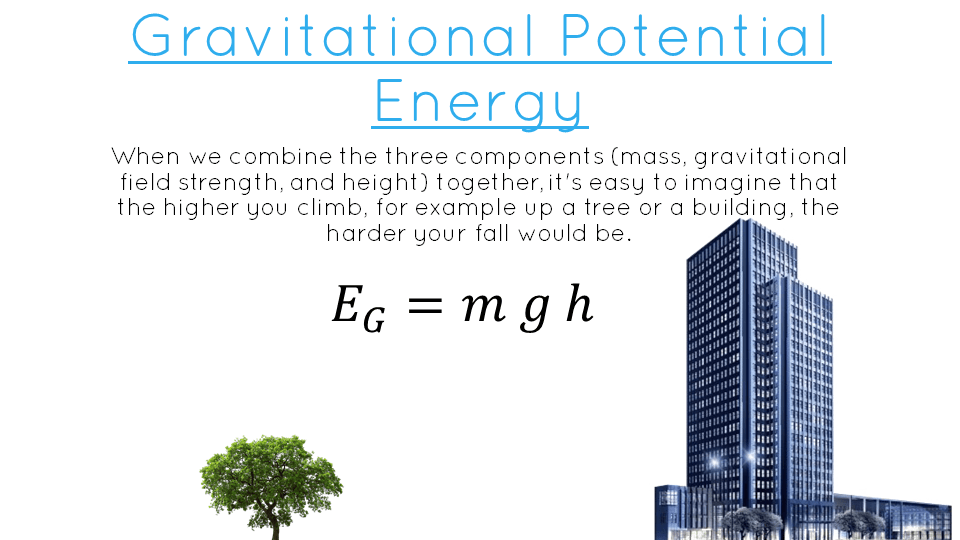 Gravitational Potential
Energy
When we combine the three components (mass, gravitational
field strength, and height) together, it's easy to imagine that
the higher you climb, for example up a tree or a building, the
harder your fall would be.
E_G = m g h